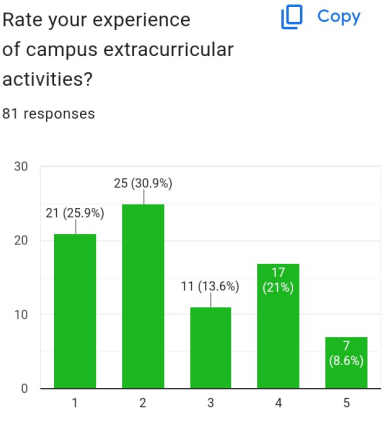 Rate your experience
of campus extracurricular
activities?
Copy
81 responses
30
25 (30.9%)
21 (25.9%)
20
17
(21%)
11 (13.6%)
10
7
(8.6%)
0
1 2 3 4 5